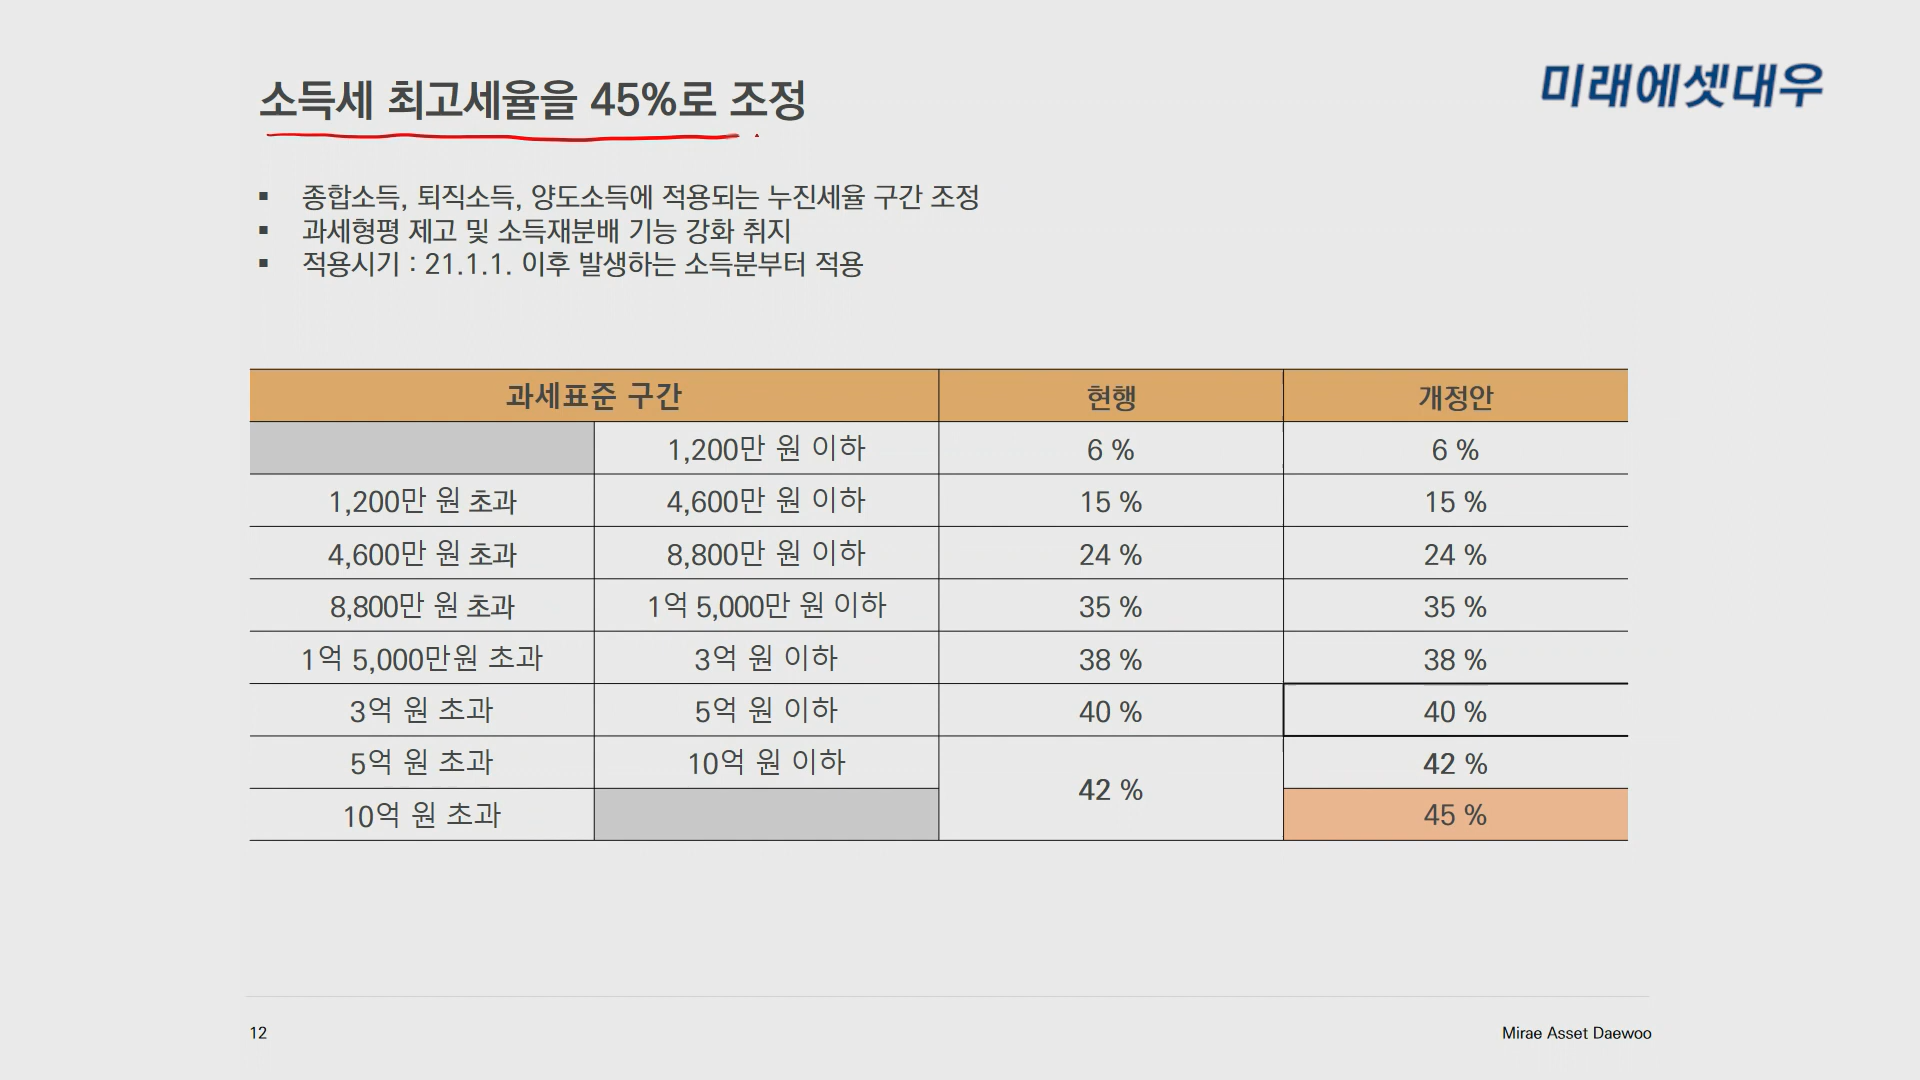 소득세 최고세율을 45%로 조정
미래에셋대우
▪ 종합소득, 퇴직소득, 양도소득에 적용되는 누진세율 구간 조정
▪ 과세형평 제고 및 소득재분배 기능 강화 취지
▪ 적용시기 : 21.1.1. 이후 발생하는 소득분부터 적용
과세표준 구간 현행 개정안
1,200만 원 이하 6 % 6 %
1,200만 원 초과 4,600만 원 이하 15 % 15 %
4,600만 원 초과 8,800만 원 이하 24 % 24 %
8,800만 원 초과 1억 5,000만 원 이하 35 % 35 %
1억 5,000만원 초과 3억 원 이하 38 % 38 %
3억 원 초과 5억 원 이하 40 % 40 %
5억 원 초과 10억 원 이하 42 % 42 %
10억 원 초과 45 %
12
Mirae Asset Daewoo